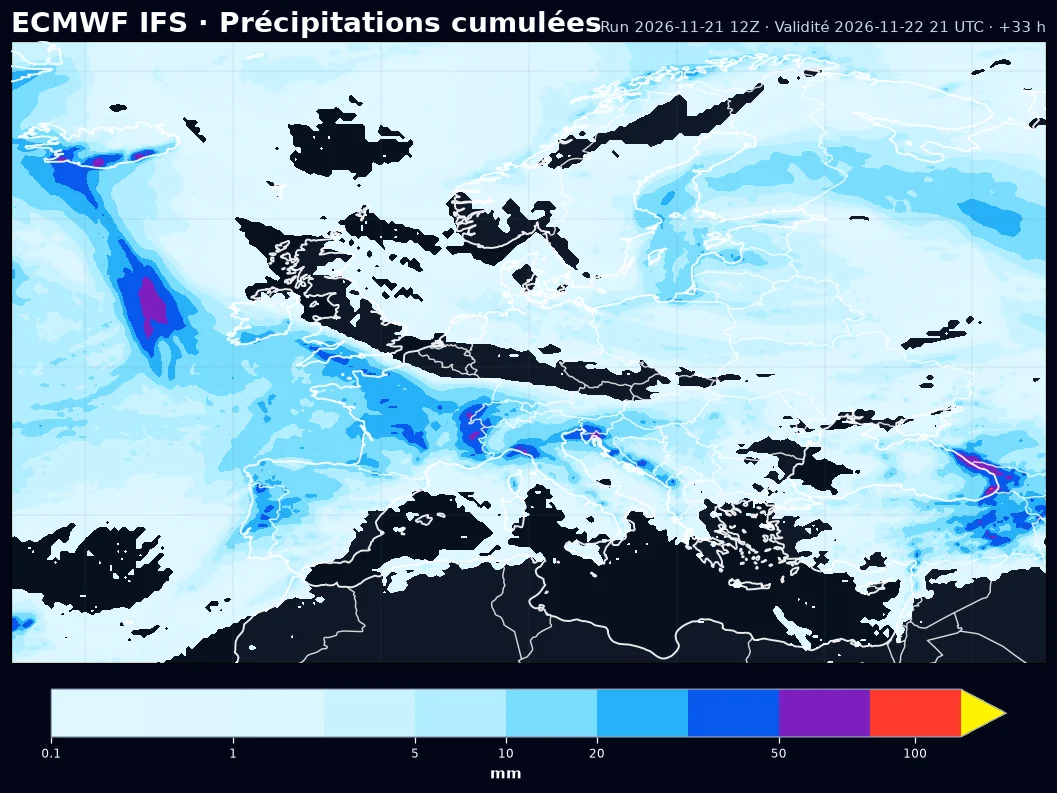 ECMWF IFS · Précipitations cumulées Run 2026-11-21 12Z · Validité 2026-11-22 21 UTC · +33 h
0.1 1 5 10 20 50 100
mm